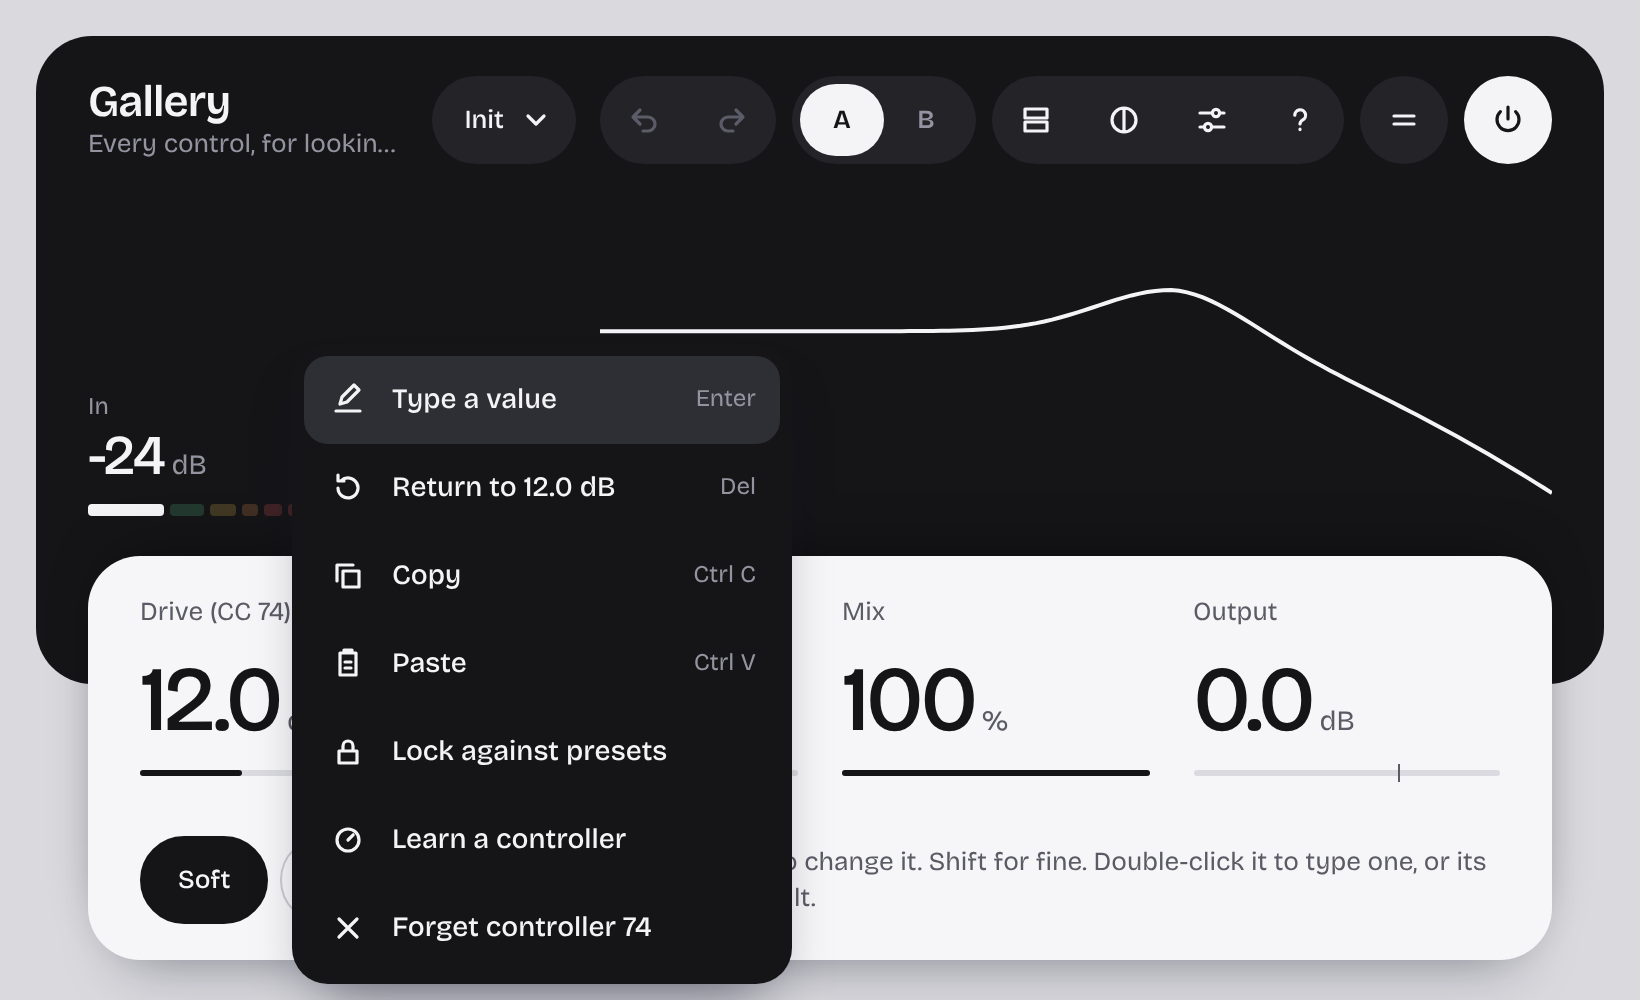 Gallery
Every control, for lookin...
Init
A
B
?
In
-24 dB
Type a value Enter
Return to 12.0 dB Del
Copy Ctrl C
Paste Ctrl V
Lock against presets
Learn a controller
Forget controller 74
Drive (CC 74)
12.0
Mix
100 %
Output
0.0 dB
Soft
change it. Shift for fine. Double-click it to type one, or its